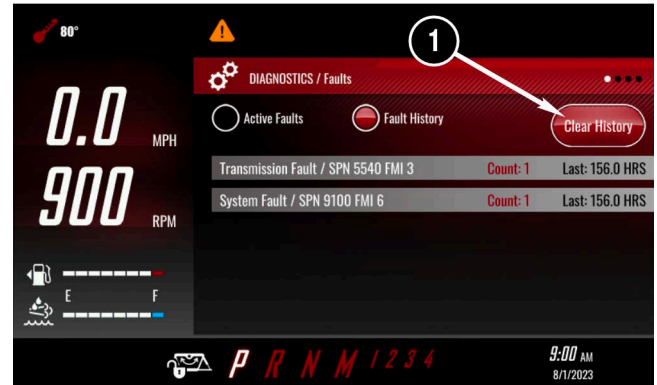 80°
1
DIAGNOSTICS / Faults
Active Faults
Fault History
Clear History
0.0 MPH
Transmission Fault / SPN 5540 FMI 3 Count: 1 Last: 156.0 HRS
System Fault / SPN 9100 FMI 6 Count: 1 Last: 156.0 HRS
900 RPM
E F
P R N M 1 2 3 4
9:00 AM
8/1/2023